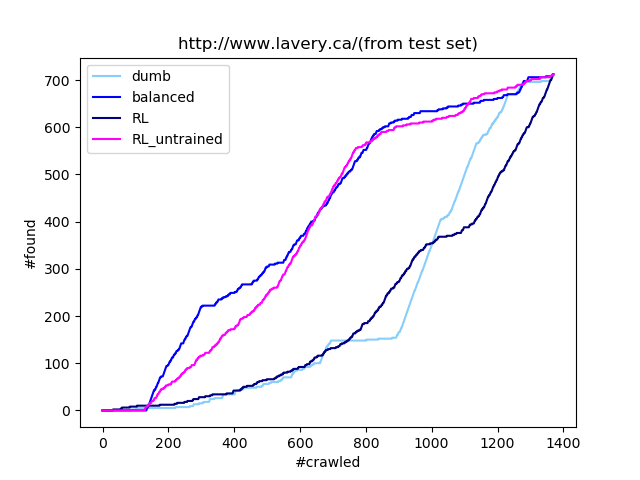 http://www.lavery.ca/(from test set)
dumb
balanced
RL
RL_untrained
#found
700
600
500
400
300
200
100
0
0 200 400 600 800 1000 1200 1400
#crawled